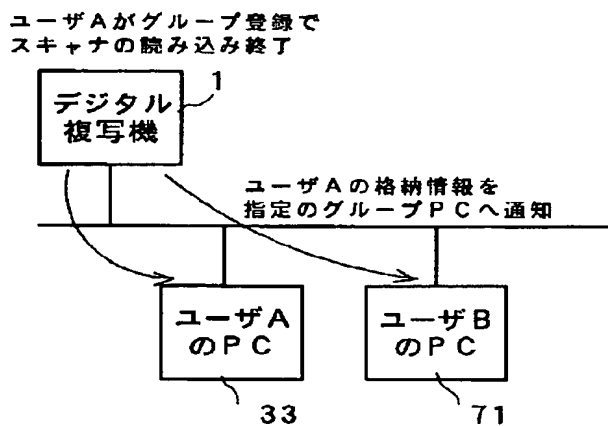 ユーザAがグループ登録で
スキャナの読み込み終了
1
デジタル
複写機
ユーザAの格納情報を
指定のグループPCへ通知
ユーザA
のPC
ユーザB
のPC
33
71